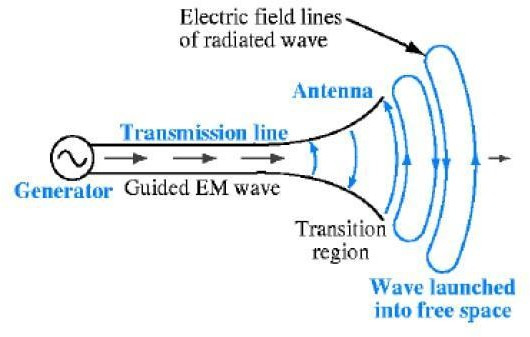 Electric field lines
of radiated wave
Antenna
Transmission line
Generator
Guided EM wave
Transition
region
Wave launched
into free space